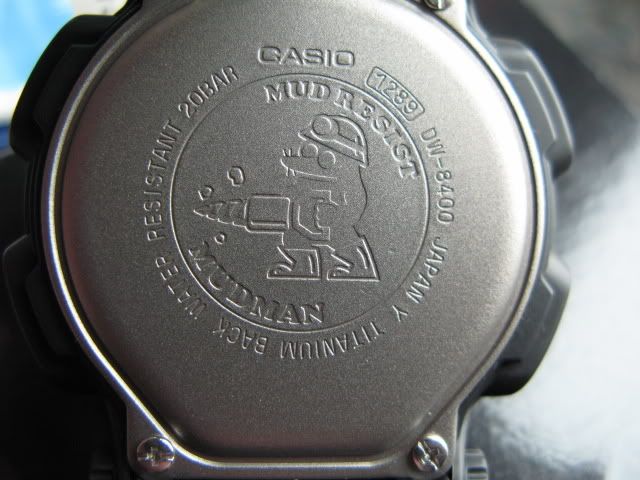 CASIO
1289 DW-8400 JAPAN Y TITANIUM BACK WATER RESISTANT 20BAR
MUD RESIST
MUDMAN